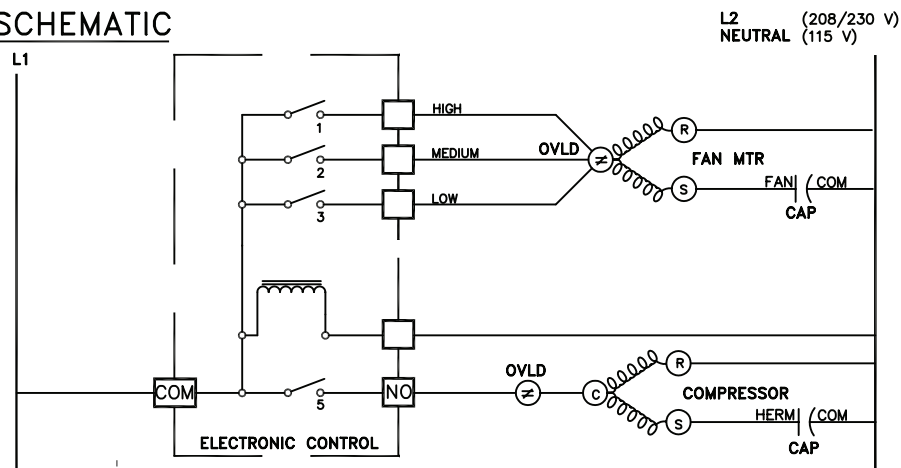 SCHEMATIC
L2 (208/230 V)
NEUTRAL (115 V)
L1
HIGH
1
R
OVLD
MEDIUM
FAN MTR
2
S
FAN COM
LOW
3
CAP
OVLD
R
COM
NO
C
COMPRESSOR
5
HERM COM
S
ELECTRONIC CONTROL
CAP